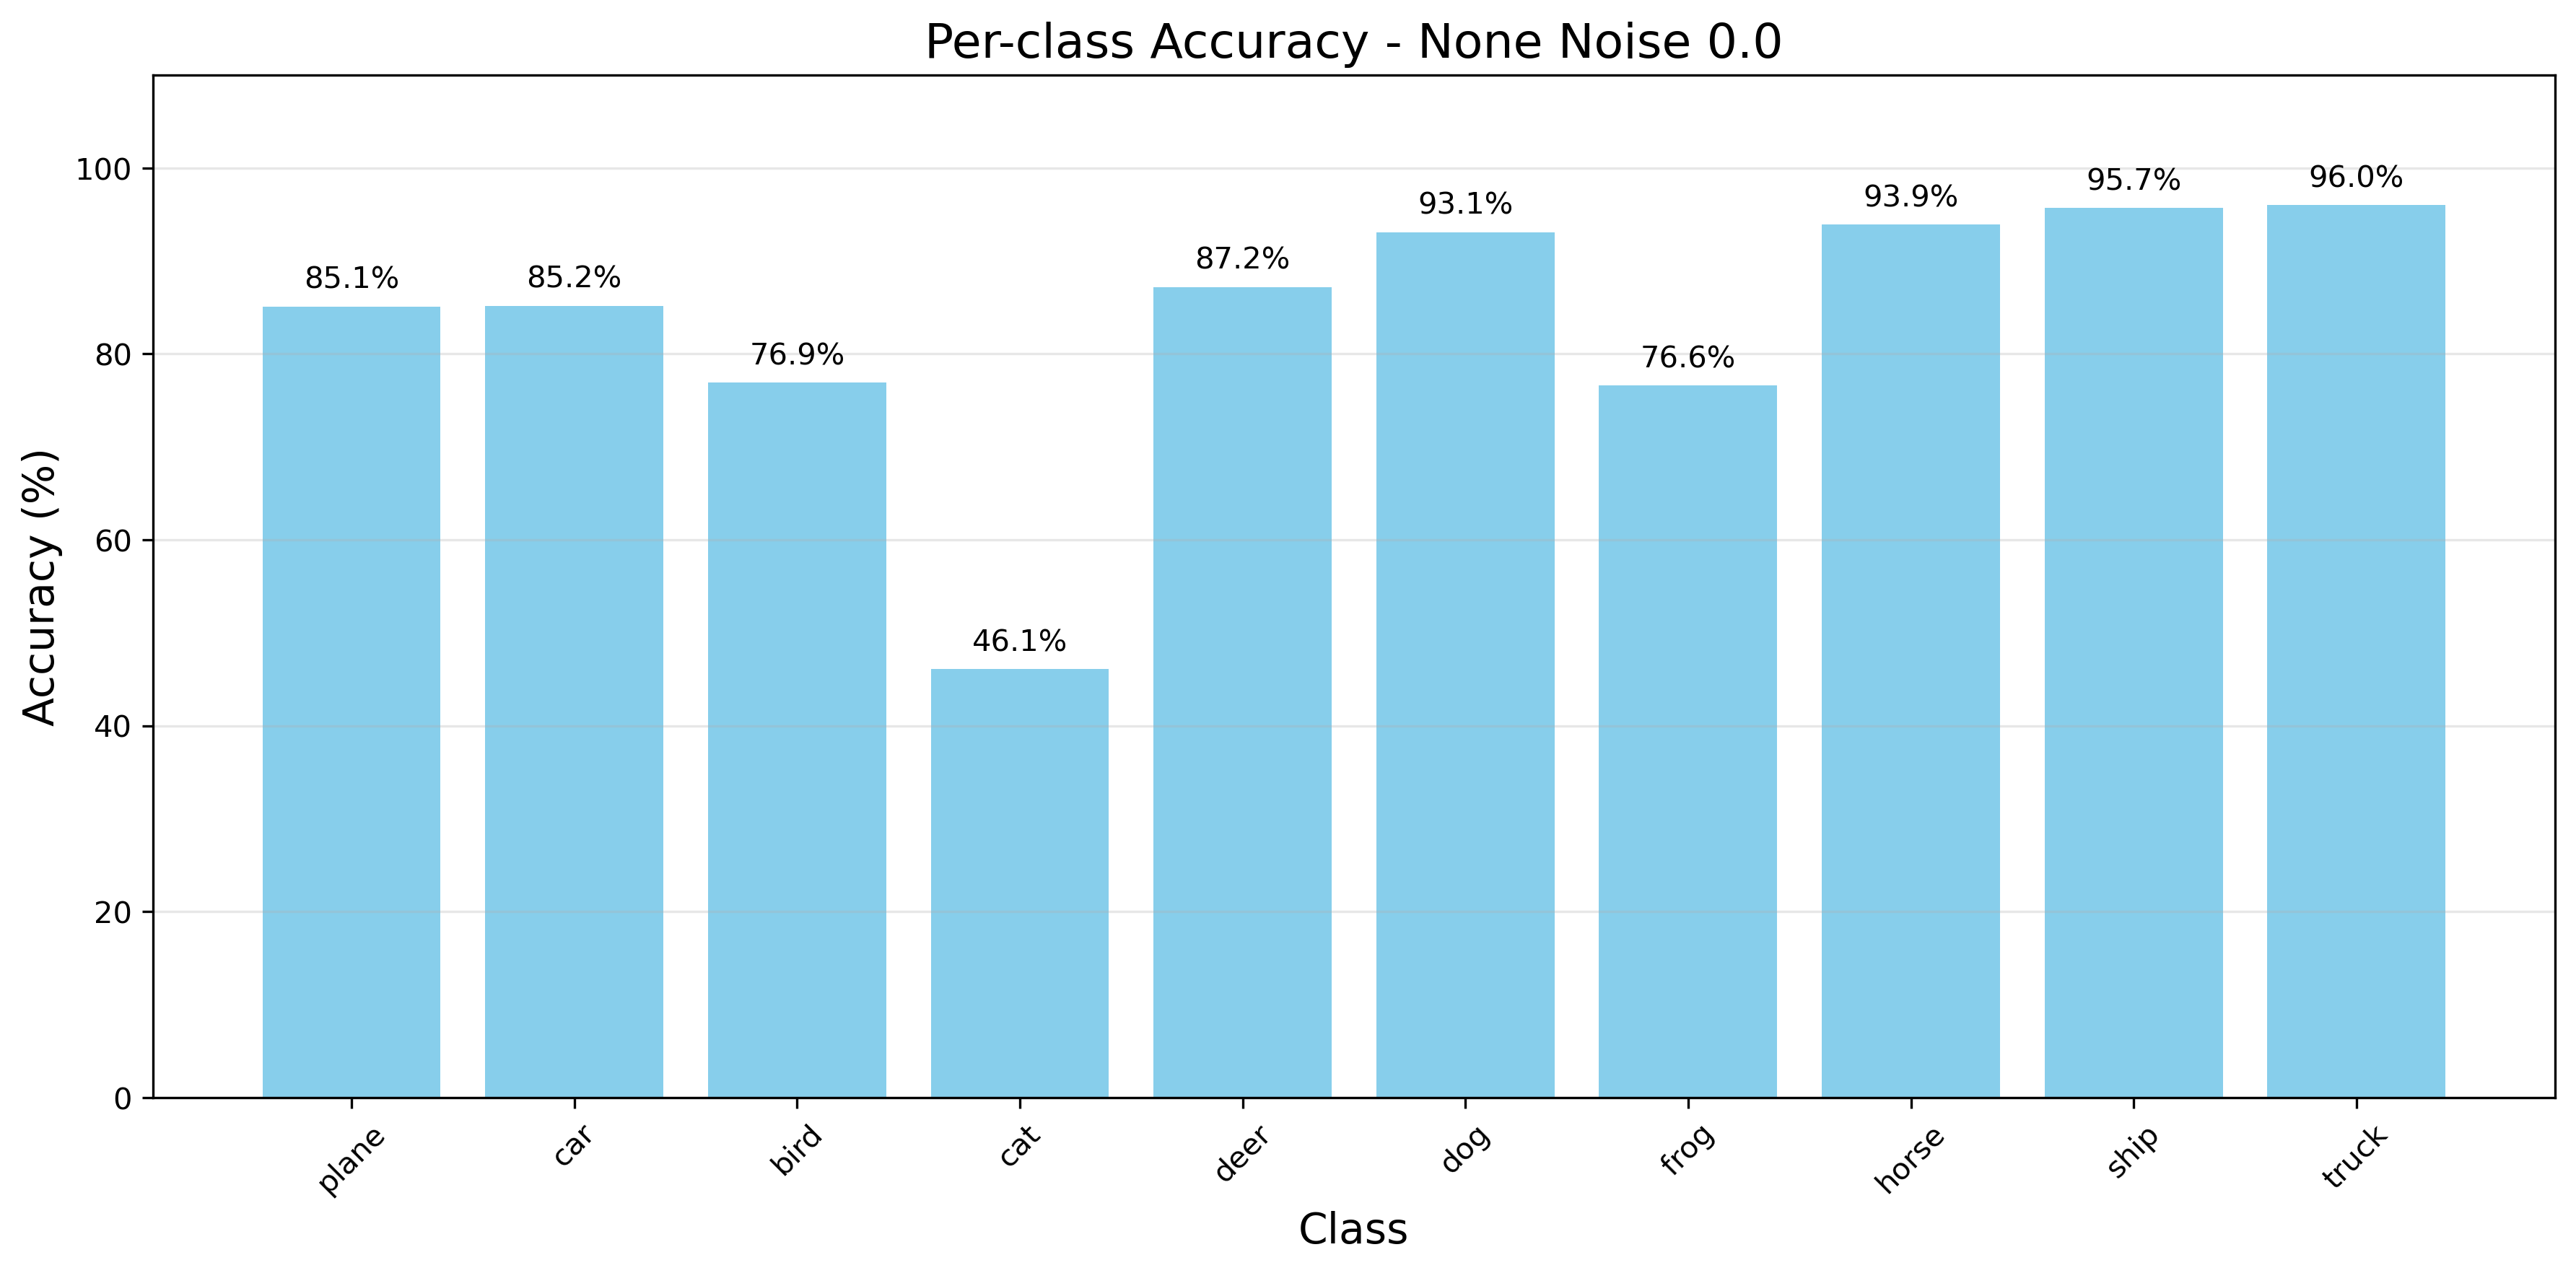 Per-class Accuracy - None Noise 0.0
Accuracy (%)
100
80
60
40
20
0
85.1%
85.2%
76.9%
46.1%
87.2%
93.1%
76.6%
93.9%
95.7%
96.0%
plane
car
bird
cat
deer
dog
frog
horse
ship
truck
Class